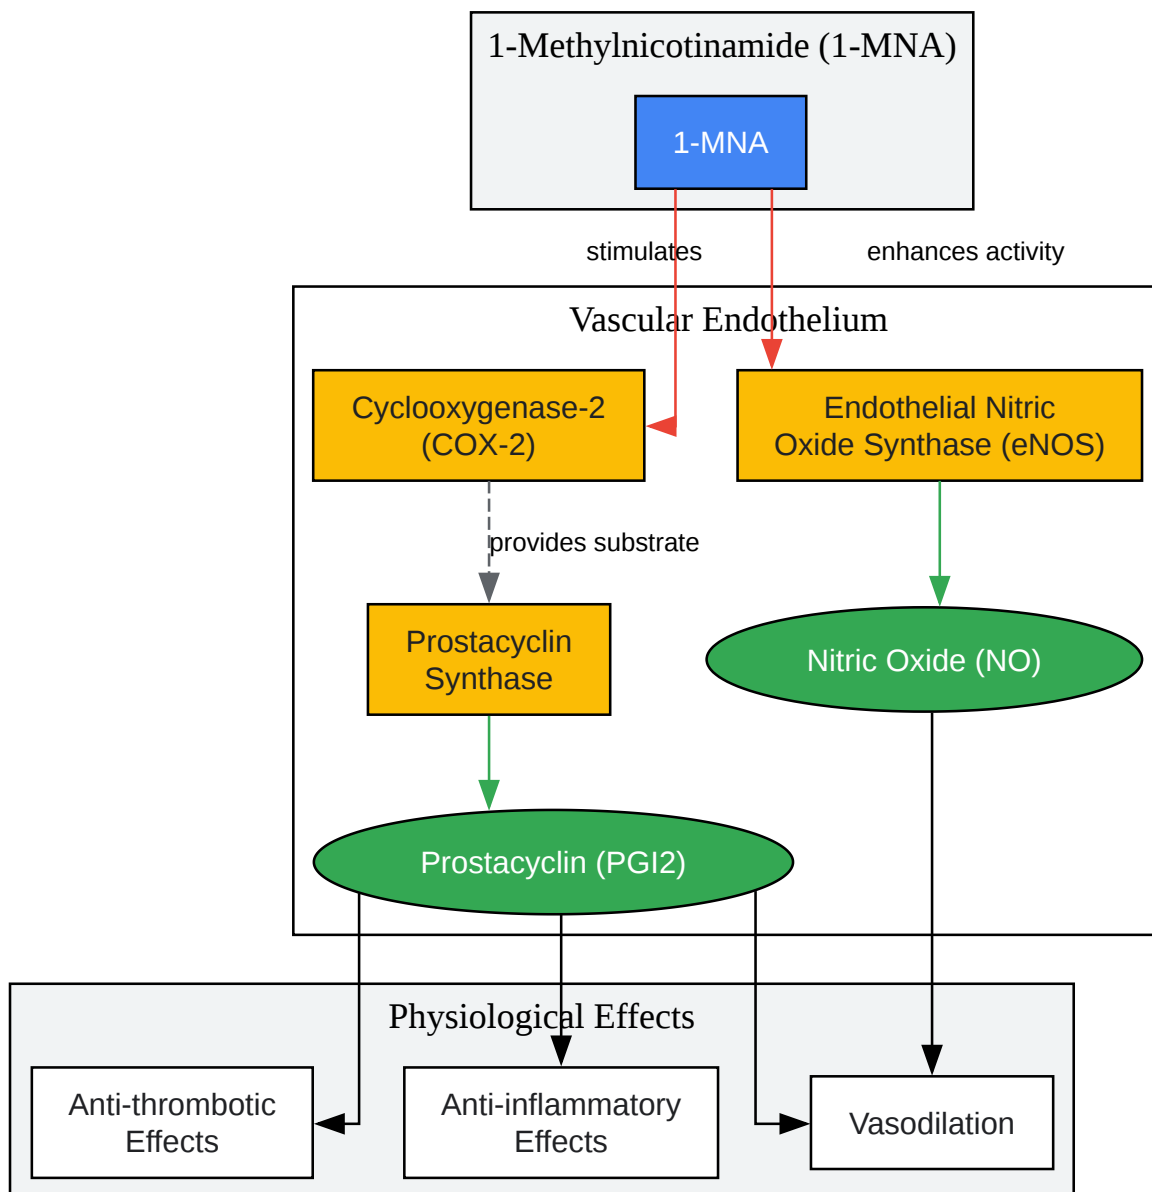 1-Methylnicotinamide (1-MNA)
1-MNA
stimulates
enhances activity
Vascular Endothelium
Cyclooxygenase-2
(COX-2)
Endothelial Nitric
Oxide Synthase (eNOS)
provides substrate
Prostacyclin
Synthase
Nitric Oxide (NO)
Prostacyclin (PGI2)
Physiological Effects
Anti-thrombotic
Effects
Anti-inflammatory
Effects
Vasodilation